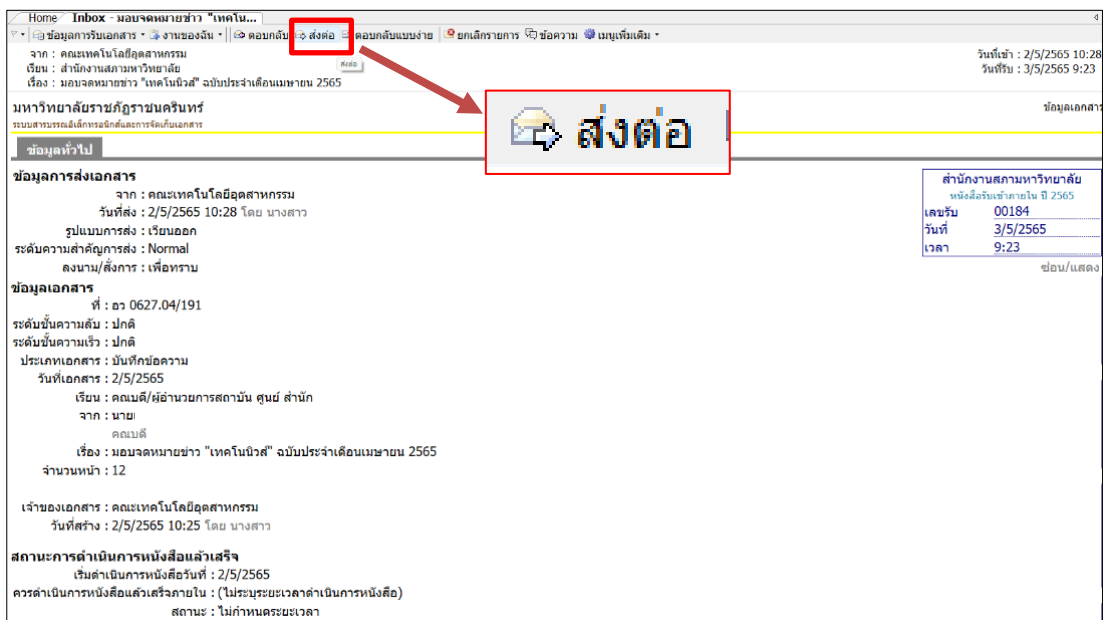 Home Inbox - มอบจดหมายข่าว "เทคโน...
ข้อมูลการรับเอกสาร งานของฉัน ตอบกลับ ส่งต่อ ตอบกลับแบบง่าย ยกเลิกรายการ ข้อความ เมนูเพิ่มเติม
จาก : คณะเทคโนโลยีอุตสาหกรรม
วันที่เข้า : 2/5/2565 10:28
เรียน : สำนักงานสภามหาวิทยาลัย
ส่งต่อ
วันที่รับ : 3/5/2565 9:23
เรื่อง : มอบจดหมายข่าว "เทคโนนิวส์" ฉบับประจำเดือนเมษายน 2565
มหาวิทยาลัยราชภัฏราชนครินทร์
ข้อมูลเอกสาร
ระบบสารบรรณอิเล็กทรอนิกส์และการจัดเก็บเอกสาร
ส่งต่อ
ข้อมูลทั่วไป
ข้อมูลการส่งเอกสาร
จาก : คณะเทคโนโลยีอุตสาหกรรม
วันที่ส่ง : 2/5/2565 10:28 โดย นางสาว
รูปแบบการส่ง : เวียนออก
ระดับความสำคัญการส่ง : Normal
ลงนาม/สั่งการ : เพื่อทราบ
สำนักงานสภามหาวิทยาลัย
หนังสือรับเข้าภายใน ปี 2565
เลขรับ 00184
วันที่ 3/5/2565
เวลา 9:23
ซ่อน/แสดง
ข้อมูลเอกสาร
ที่ : อว 0627.04/191
ระดับชั้นความลับ : ปกติ
ระดับชั้นความเร็ว : ปกติ
ประเภทเอกสาร : บันทึกข้อความ
วันที่เอกสาร : 2/5/2565
เรียน : คณบดี/ผู้อำนวยการสถาบัน ศูนย์ สำนัก
จาก : นาย
คณบดี
เรื่อง : มอบจดหมายข่าว "เทคโนนิวส์" ฉบับประจำเดือนเมษายน 2565
จำนวนหน้า : 12
เจ้าของเอกสาร : คณะเทคโนโลยีอุตสาหกรรม
วันที่สร้าง : 2/5/2565 10:25 โดย นางสาว
สถานะการดำเนินการหนังสือแล้วเสร็จ
เริ่มดำเนินการหนังสือวันที่ : 2/5/2565
ควรดำเนินการหนังสือแล้วเสร็จภายใน : (ไม่ระบุระยะเวลาดำเนินการหนังสือ)
สถานะ : ไม่กำหนดระยะเวลา